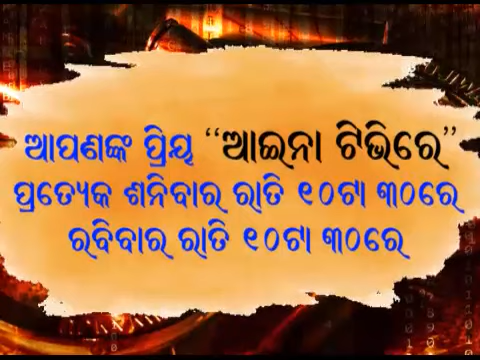 ଆପଣଙ୍କ ପ୍ରିୟ “ଆଇନା ଟିଭିରେ”
ପ୍ରତ୍ୟେକ ଶନିବାର ରାତି ୧୦ଟା ୩୦ରେ
ରବିବାର ରାତି ୧୦ଟା ୩୦ରେ